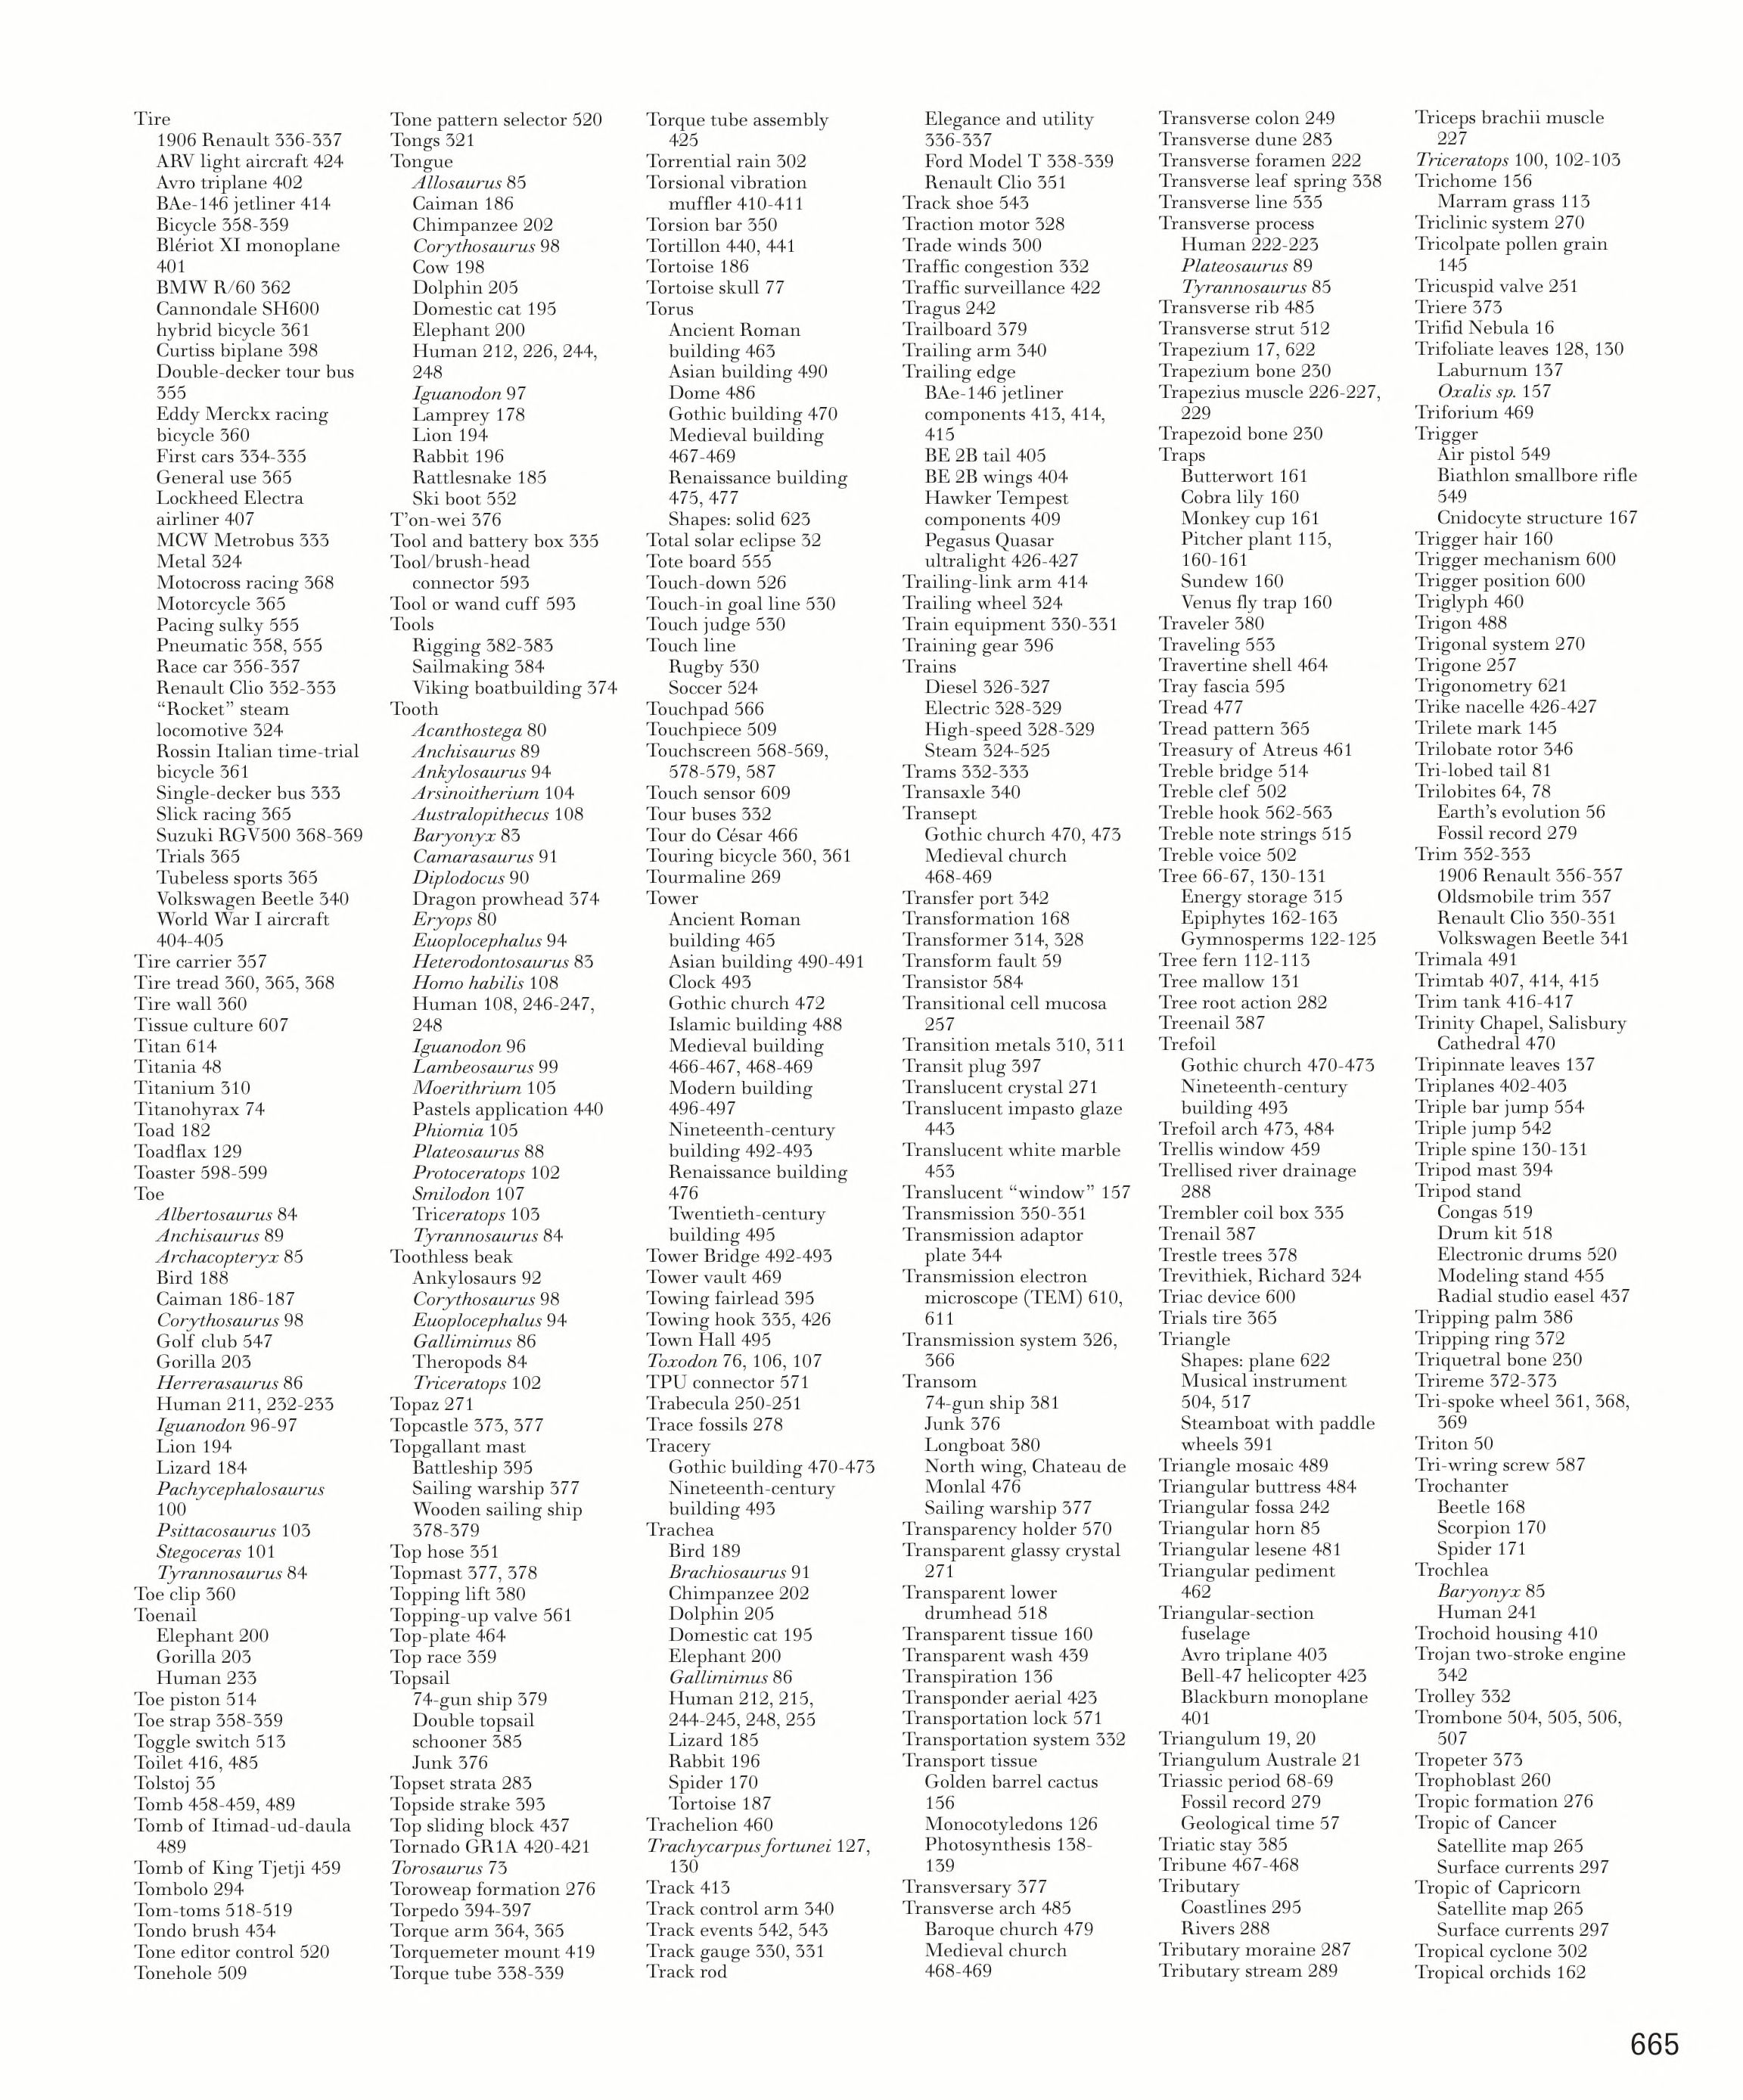 Tire
1906 Renault 336-337
ARV light aircraft 424
Avro triplane 402
BAe-146 jetliner 414
Bicycle 358-359
Blériot XI monoplane
401
BMW R/60 362
Cannondale SH600
hybrid bicycle 361
Curtiss biplane 398
Double-decker tour bus
355
Eddy Merckx racing
bicycle 360
First cars 334-335
General use 365
Lockheed Electra
airliner 407
MCW Metrobus 333
Metal 324
Motocross racing 368
Motorcycle 365
Pacing sulky 555
Pneumatic 358, 555
Race car 356-357
Renault Clio 352-353
“Rocket” steam
locomotive 324
Rossin Italian time-trial
bicycle 361
Single-decker bus 333
Slick racing 365
Suzuki RGV500 368-369
Trials 365
Tubeless sports 365
Volkswagen Beetle 340
World War I aircraft
404-405
Tire carrier 357
Tire tread 360, 365, 368
Tire wall 360
Tissue culture 607
Titan 614
Titania 48
Titanium 310
Titanohyrax 74
Toad 182
Toadflax 129
Toaster 598-599
Toe
Albertosaurus 84
Anchisaurus 89
Archacopteryx 85
Bird 188
Caiman 186-187
Corythosaurus 98
Golf club 547
Gorilla 203
Herrerasaurus 86
Human 211, 232-233
Iguanodon 96-97
Lion 194
Lizard 184
Pachycephalosaurus
100
Psittacosaurus 103
Stegoceras 101
Tyrannosaurus 84
Toe clip 360
Toenail
Elephant 200
Gorilla 203
Human 233
Toe piston 514
Toe strap 358-359
Toggle switch 513
Toilet 416, 485
Tolstoj 35
Tomb 458-459, 489
Tomb of Itimad-ud-daula
489
Tomb of King Tjetji 459
Tombolo 294
Tom-toms 518-519
Tondo brush 434
Tone editor control 520
Tonehole 509
Tone pattern selector 520
Tongs 321
Tongue
Allosaurus 85
Caiman 186
Chimpanzee 202
Corythosaurus 98
Cow 198
Dolphin 205
Domestic cat 195
Elephant 200
Human 212, 226, 244,
248
Iguanodon 97
Lamprey 178
Lion 194
Rabbit 196
Rattlesnake 185
Ski boot 552
T’on-wei 376
Tool and battery box 335
Tool/brush-head
connector 593
Tool or wand cuff 593
Tools
Rigging 382-383
Sailmaking 384
Viking boatbuilding 374
Tooth
Acanthostega 80
Anchisaurus 89
Ankylosaurus 94
Arsinoitherium 104
Australopithecus 108
Baryonyx 83
Camarasaurus 91
Diplodocus 90
Dragon prowhead 374
Eryops 80
Euoplocephalus 94
Heterodontosaurus 83
Homo habilis 108
Human 108, 246-247,
248
Iguanodon 96
Lambeosaurus 99
Moerithrium 105
Pastels application 440
Phiomia 105
Plateosaurus 88
Protoceratops 102
Smilodon 107
Triceratops 103
Tyrannosaurus 84
Toothless beak
Ankylosaurs 92
Corythosaurus 98
Euoplocephalus 94
Gallimimus 86
Theropods 84
Triceratops 102
Topaz 271
Topcastle 373, 377
Topgallant mast
Battleship 395
Sailing warship 377
Wooden sailing ship
378-379
Top hose 351
Topmast 377, 378
Topping lift 380
Topping-up valve 561
Top-plate 464
Top race 359
Topsail
74-gun ship 379
Double topsail
schooner 385
Junk 376
Topset strata 283
Topside strake 393
Top sliding block 437
Tornado GR1A 420-421
Torosaurus 73
Toroweap formation 276
Torpedo 394-397
Torque arm 364, 365
Torquemeter mount 419
Torque tube 338-339
Torque tube assembly
425
Torrential rain 302
Torsional vibration
muffler 410-411
Torsion bar 350
Tortillon 440, 441
Tortoise 186
Tortoise skull 77
Torus
Ancient Roman
building 463
Asian building 490
Dome 486
Gothic building 470
Medieval building
467-469
Renaissance building
475, 477
Shapes: solid 623
Total solar eclipse 32
Tote board 555
Touch-down 526
Touch-in goal line 530
Touch judge 530
Touch line
Rugby 530
Soccer 524
Touchpad 566
Touchpiece 509
Touchscreen 568-569,
578-579, 587
Touch sensor 609
Tour buses 332
Tour do César 466
Touring bicycle 360, 361
Tourmaline 269
Tower
Ancient Roman
building 465
Asian building 490-491
Clock 493
Gothic church 472
Islamic building 488
Medieval building
466-467, 468-469
Modern building
496-497
Nineteenth-century
building 492-493
Renaissance building
476
Twentieth-century
building 495
Tower Bridge 492-493
Tower vault 469
Towing fairlead 395
Towing hook 335, 426
Town Hall 495
Toxodon 76, 106, 107
TPU connector 571
Trabecula 250-251
Trace fossils 278
Tracery
Gothic building 470-473
Nineteenth-century
building 493
Trachea
Bird 189
Brachiosaurus 91
Chimpanzee 202
Dolphin 205
Domestic cat 195
Elephant 200
Gallimimus 86
Human 212, 215,
244-245, 248, 255
Lizard 185
Rabbit 196
Spider 170
Tortoise 187
Trachelion 460
Trachycarpus fortunei 127,
130
Track 413
Track control arm 340
Track events 542, 543
Track gauge 330, 331
Track rod
Elegance and utility
336-337
Ford Model T 338-339
Renault Clio 351
Track shoe 543
Traction motor 328
Trade winds 300
Traffic congestion 332
Traffic surveillance 422
Tragus 242
Trailboard 379
Trailing arm 340
Trailing edge
BAe-146 jetliner
components 413, 414,
415
BE 2B tail 405
BE 2B wings 404
Hawker Tempest
components 409
Pegasus Quasar
ultralight 426-427
Trailing-link arm 414
Trailing wheel 324
Train equipment 330-331
Training gear 396
Trains
Diesel 326-327
Electric 328-329
High-speed 328-329
Steam 324-525
Trams 332-333
Transaxle 340
Transept
Gothic church 470, 473
Medieval church
468-469
Transfer port 342
Transformation 168
Transformer 314, 328
Transform fault 59
Transistor 584
Transitional cell mucosa
257
Transition metals 310, 311
Transit plug 397
Translucent crystal 271
Translucent impasto glaze
443
Translucent white marble
453
Translucent “window” 157
Transmission 350-351
Transmission adaptor
plate 344
Transmission electron
microscope (TEM) 610,
611
Transmission system 326,
366
Transom
74-gun ship 381
Junk 376
Longboat 380
North wing, Chateau de
Monlal 476
Sailing warship 377
Transparency holder 570
Transparent glassy crystal
271
Transparent lower
drumhead 518
Transparent tissue 160
Transparent wash 439
Transpiration 136
Transponder aerial 423
Transportation lock 571
Transportation system 332
Transport tissue
Golden barrel cactus
156
Monocotyledons 126
Photosynthesis 138-
139
Transversary 377
Transverse arch 485
Baroque church 479
Medieval church
468-469
Transverse colon 249
Transverse dune 283
Transverse foramen 222
Transverse leaf spring 338
Transverse line 535
Transverse process
Human 222-223
Plateosaurus 89
Tyrannosaurus 85
Transverse rib 485
Transverse strut 512
Trapezium 17, 622
Trapezium bone 230
Trapezius muscle 226-227,
229
Trapezoid bone 230
Traps
Butterwort 161
Cobra lily 160
Monkey cup 161
Pitcher plant 115,
160-161
Sundew 160
Venus fly trap 160
Traveler 380
Traveling 553
Travertine shell 464
Tray fascia 595
Tread 477
Tread pattern 365
Treasury of Atreus 461
Treble bridge 514
Treble clef 502
Treble hook 562-563
Treble note strings 515
Treble voice 502
Tree 66-67, 130-131
Energy storage 315
Epiphytes 162-163
Gymnosperms 122-125
Tree fern 112-113
Tree mallow 131
Tree root action 282
Treenail 387
Trefoil
Gothic church 470-473
Nineteenth-century
building 493
Trefoil arch 473, 484
Trellis window 459
Trellised river drainage
288
Trembler coil box 335
Trenail 387
Trestle trees 378
Trevithiek, Richard 324
Triac device 600
Trials tire 365
Triangle
Shapes: plane 622
Musical instrument
504, 517
Steamboat with paddle
wheels 391
Triangle mosaic 489
Triangular buttress 484
Triangular fossa 242
Triangular horn 85
Triangular lesene 481
Triangular pediment
462
Triangular-section
fuselage
Avro triplane 403
Bell-47 helicopter 423
Blackburn monoplane
401
Triangulum 19, 20
Triangulum Australe 21
Triassic period 68-69
Fossil record 279
Geological time 57
Triatic stay 385
Tribune 467-468
Tributary
Coastlines 295
Rivers 288
Tributary moraine 287
Tributary stream 289
Triceps brachii muscle
227
Triceratops 100, 102-103
Trichome 156
Marram grass 113
Triclinic system 270
Tricolpate pollen grain
145
Tricuspid valve 251
Triere 373
Trifid Nebula 16
Trifoliate leaves 128, 130
Laburnum 137
Oxalis sp. 157
Triforium 469
Trigger
Air pistol 549
Biathlon smallbore rifle
549
Cnidocyte structure 167
Trigger hair 160
Trigger mechanism 600
Trigger position 600
Triglyph 460
Trigon 488
Trigonal system 270
Trigone 257
Trigonometry 621
Trike nacelle 426-427
Trilete mark 145
Trilobate rotor 346
Tri-lobed tail 81
Trilobites 64, 78
Earth’s evolution 56
Fossil record 279
Trim 352-353
1906 Renault 336-337
Oldsmobile trim 337
Renault Clio 350-351
Volkswagen Beetle 341
Trimala 491
Trimtab 407, 414, 415
Trim tank 416-417
Trinity Chapel, Salisbury
Cathedral 470
Tripinnate leaves 137
Triplanes 402-403
Triple bar jump 554
Triple jump 542
Triple spine 130-131
Tripod mast 394
Tripod stand
Congas 519
Drum kit 518
Electronic drums 520
Modeling stand 455
Radial studio easel 437
Tripping palm 386
Tripping ring 372
Triquetral bone 230
Trireme 372-373
Tri-spoke wheel 361, 368,
369
Triton 50
Tri-wring screw 587
Trochanter
Beetle 168
Scorpion 170
Spider 171
Trochlea
Baryonyx 85
Human 241
Trochoid housing 410
Trojan two-stroke engine
342
Trolley 332
Trombone 504, 505, 506,
507
Tropeter 373
Trophoblast 260
Tropic formation 276
Tropic of Cancer
Satellite map 265
Surface currents 297
Tropic of Capricorn
Satellite map 265
Surface currents 297
Tropical cyclone 302
Tropical orchids 162
665